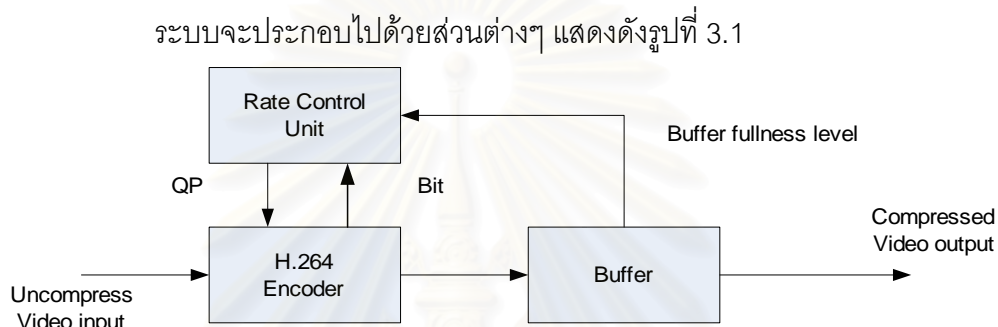 ระบบจะประกอบไปด้วยส่วนต่างๆ แสดงดังรูปที่ 3.1
Rate Control
Unit
Buffer fullness level
QP
Bit
Compressed
Video output
H.264
Encoder
Buffer
Uncompress
Video input